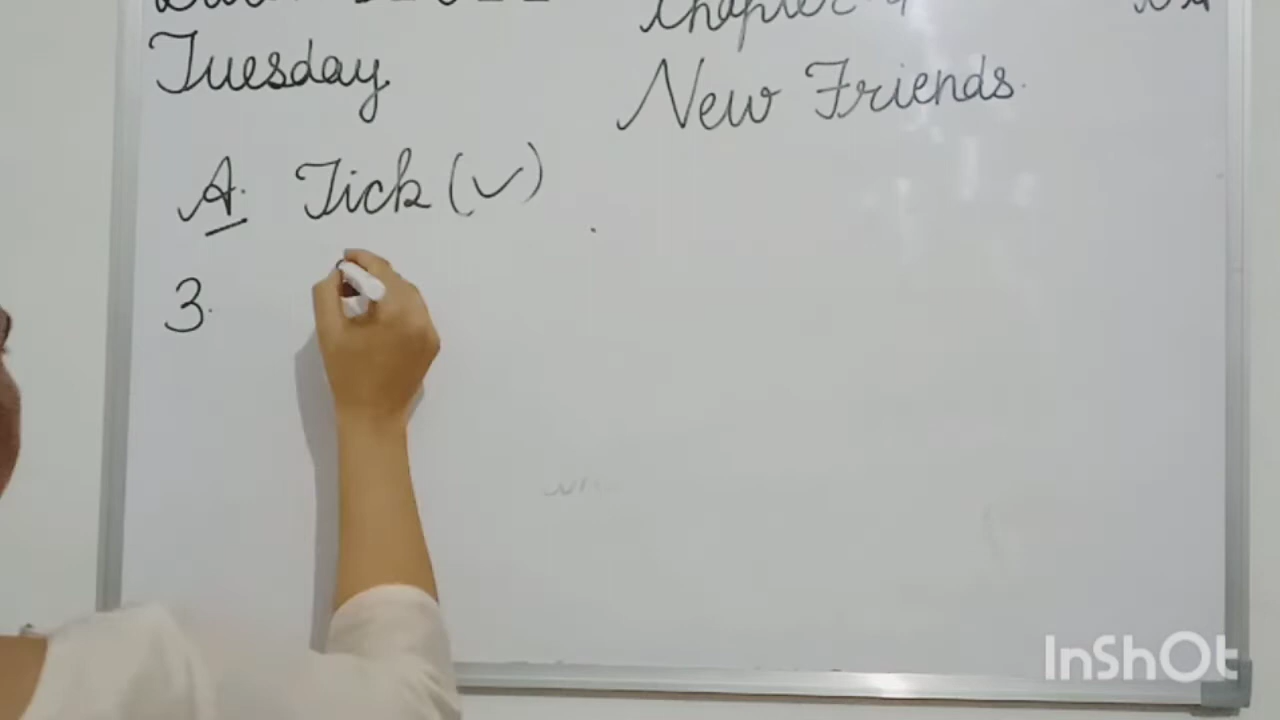 Chapter
Tuesday
New Friends.
A. Tick (✓)
3.
InShOt